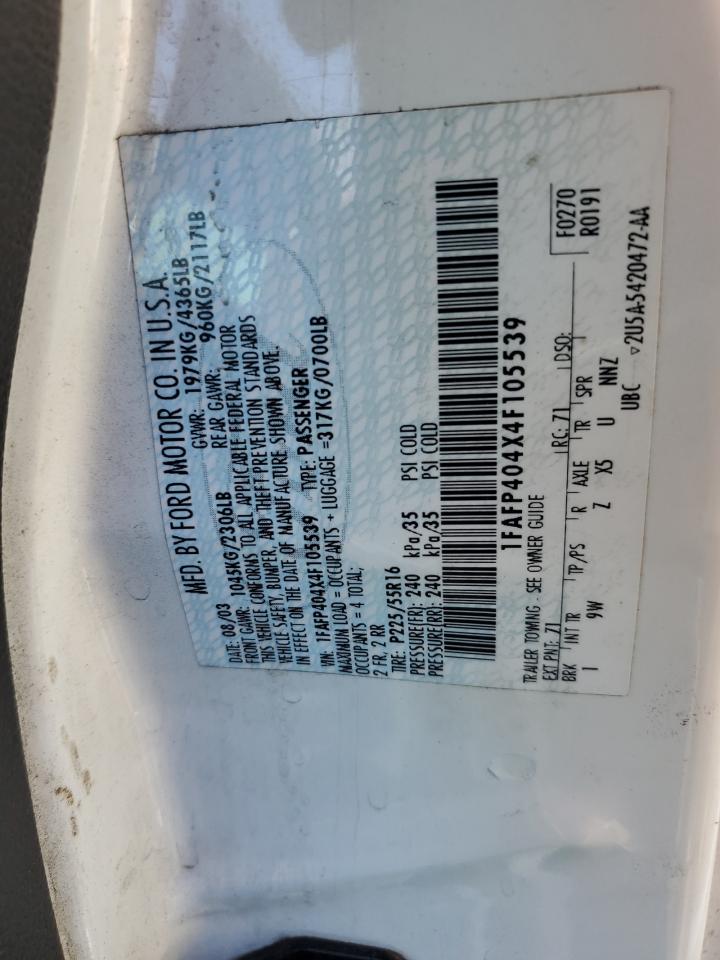 MFD. BY FORD MOTOR CO. IN U.S.A.
DATE: 08/03 GVWR: 1979KG/4365LB
FRONT GAWR: 1045KG/2306LB REAR GAWR: 960KG/2117LB
THIS VEHICLE CONFORMS TO ALL APPLICABLE FEDERAL MOTOR
VEHICLE SAFETY, BUMPER, AND THEFT PREVENTION STANDARDS
IN EFFECT ON THE DATE OF MANUFACTURE SHOWN ABOVE.
VIN: 1FAFP404X4F105539 TYPE: PASSENGER
MAXIMUM LOAD = OCCUPANTS + LUGGAGE =317KG/0700LB
OCCUPANTS = 4 TOTAL;
2 FR, 2 RR
TIRE: P225/55R16
PRESSURE(FR): 240 kPa/35 PSI COLD
PRESSURE(RR): 240 kPa/35 PSI COLD
1FAFP404X4F105539
TRAILER TOWING - SEE OWNER GUIDE
F0270
EXT PNT: 71 RC: 71 DSO: R0191
BRK INT TR TP/PS R AXLE TR SPR
1 9W Z X5 U NNZ
UBC ▽2U5A-5420472-AA